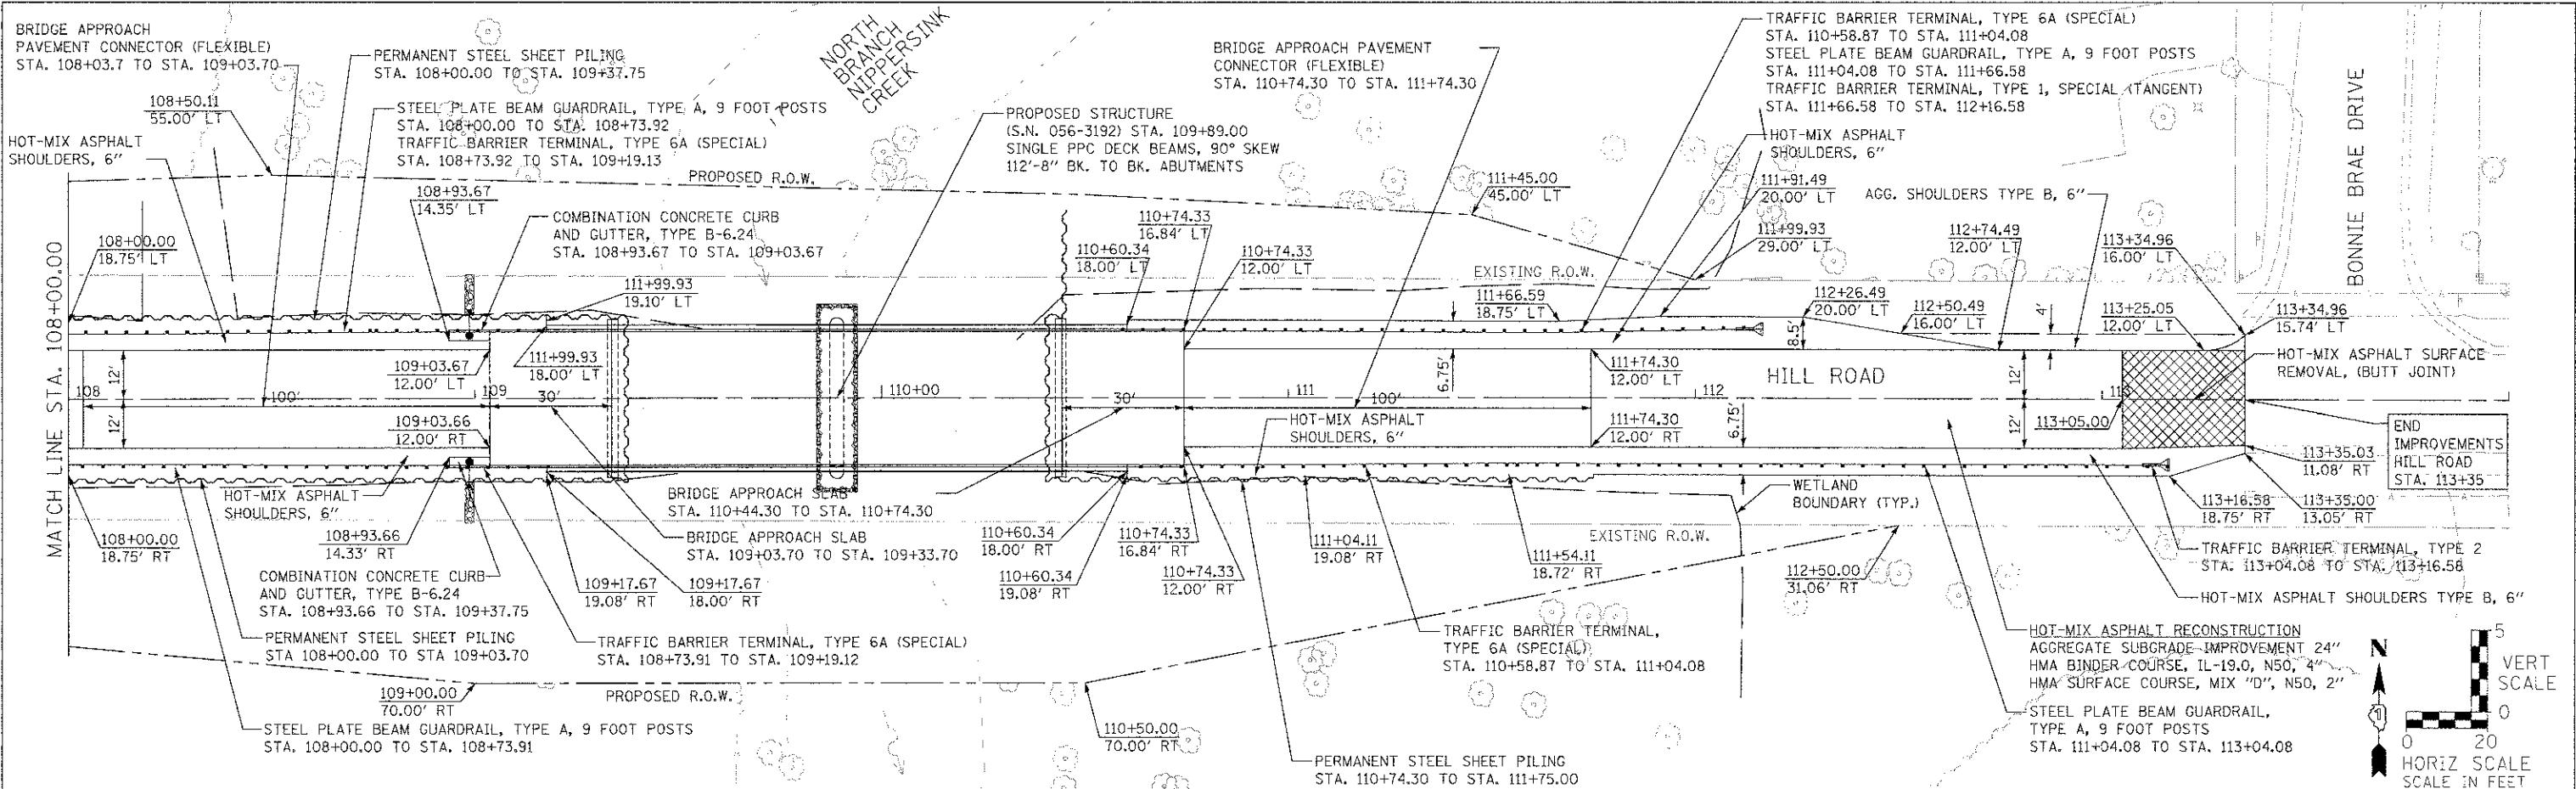 BRIDGE APPROACH
PAVEMENT CONNECTOR (FLEXIBLE)
STA. 108+03.7 TO STA. 109+03.70
PERMANENT STEEL SHEET PILING
STA. 108+00.00 TO STA. 109+37.75
108+50.11
55.00' LT
STEEL PLATE BEAM GUARDRAIL, TYPE A, 9 FOOT POSTS
STA. 108+00.00 TO STA. 108+73.92
TRAFFIC BARRIER TERMINAL, TYPE 6A (SPECIAL)
STA. 108+73.92 TO STA. 109+19.13
HOT-MIX ASPHALT
SHOULDERS, 6"
NORTH
BRANCH
NIPPERSINK
CREEK
PROPOSED STRUCTURE
(S.N. 056-3192) STA. 109+89.00
SINGLE PPC DECK BEAMS, 90° SKEW
112'-8" BK. TO BK. ABUTMENTS
BRIDGE APPROACH PAVEMENT
CONNECTOR (FLEXIBLE)
STA. 110+74.30 TO STA. 111+74.30
TRAFFIC BARRIER TERMINAL, TYPE 6A (SPECIAL)
STA. 110+58.87 TO STA. 111+04.08
STEEL PLATE BEAM GUARDRAIL, TYPE A, 9 FOOT POSTS
STA. 111+04.08 TO STA. 111+66.58
TRAFFIC BARRIER TERMINAL, TYPE 1, SPECIAL (TANGENT)
STA. 111+66.58 TO STA. 112+16.58
HOT-MIX ASPHALT
SHOULDERS, 6"
BONNIE BRAE DRIVE
PROPOSED R.O.W.
108+93.67
14.35' LT
COMBINATION CONCRETE CURB
AND GUTTER, TYPE B-6.24
STA. 108+93.67 TO STA. 109+03.67
111+45.00
45.00' LT
111+91.49
20.00' LT
AGG. SHOULDERS TYPE B, 6"
111+99.93
29.00' LT
108+00.00
18.75' LT
111+99.93
19.10' LT
110+60.34
18.00' LT
110+74.33
16.84' LT
110+74.33
12.00' LT
EXISTING R.O.W.
111+66.59
18.75' LT
112+26.49
20.00' LT
112+74.49
12.00' LT
112+50.49
16.00' LT
113+34.96
16.00' LT
113+25.05
12.00' LT
4'
113+34.96
15.74' LT
8.5'
HOT-MIX ASPHALT SURFACE
REMOVAL, (BUTT JOINT)
MATCH LINE STA. 108+00.00
12'
12'
108
100'
109
30'
109+03.67
12.00' LT
111+99.93
18.00' LT
109+03.66
12.00' RT
110+00
30'
111
100'
6.75'
111+74.30
12.00' LT
111+74.30
12.00' RT
6.75'
112
HILL ROAD
12'
12'
113
113+05.00
HOT-MIX ASPHALT
SHOULDERS, 6"
END
IMPROVEMENTS
HILL ROAD
STA. 113+35
113+35.03
11.08' RT
113+16.58
18.75' RT
113+35.00
13.05' RT
HOT-MIX ASPHALT
SHOULDERS, 6"
108+00.00
18.75' RT
108+93.66
14.33' RT
BRIDGE APPROACH SLAB
STA. 110+44.30 TO STA. 110+74.30
BRIDGE APPROACH SLAB
STA. 109+03.70 TO STA. 109+33.70
110+60.34
18.00' RT
110+74.33
16.84' RT
111+04.11
19.08' RT
WETLAND
BOUNDARY (TYP.)
EXISTING R.O.W.
111+54.11
18.72' RT
112+50.00
31.06' RT
TRAFFIC BARRIER TERMINAL, TYPE 2
STA. 113+04.08 TO STA. 113+16.58
HOT-MIX ASPHALT SHOULDERS TYPE B, 6"
COMBINATION CONCRETE CURB
AND GUTTER, TYPE B-6.24
STA. 108+93.66 TO STA. 109+37.75
109+17.67
19.08' RT
109+17.67
18.00' RT
110+60.34
19.08' RT
110+74.33
12.00' RT
PERMANENT STEEL SHEET PILING
STA 108+00.00 TO STA 109+03.70
TRAFFIC BARRIER TERMINAL, TYPE 6A (SPECIAL)
STA. 108+73.91 TO STA. 109+19.12
TRAFFIC BARRIER TERMINAL,
TYPE 6A (SPECIAL)
STA. 110+58.87 TO STA. 111+04.08
HOT-MIX ASPHALT RECONSTRUCTION
AGGREGATE SUBGRADE IMPROVEMENT 24"
HMA BINDER COURSE, IL-19.0, N50, 4"
HMA SURFACE COURSE, MIX "D", N50, 2"
109+00.00
70.00' RT
PROPOSED R.O.W.
STEEL PLATE BEAM GUARDRAIL, TYPE A, 9 FOOT POSTS
STA. 108+00.00 TO STA. 108+73.91
110+50.00
70.00' RT
PERMANENT STEEL SHEET PILING
STA. 110+74.30 TO STA. 111+75.00
STEEL PLATE BEAM GUARDRAIL,
TYPE A, 9 FOOT POSTS
STA. 111+04.08 TO STA. 113+04.08
N
5
VERT
SCALE
0
0
20
HORIZ SCALE
SCALE IN FEET